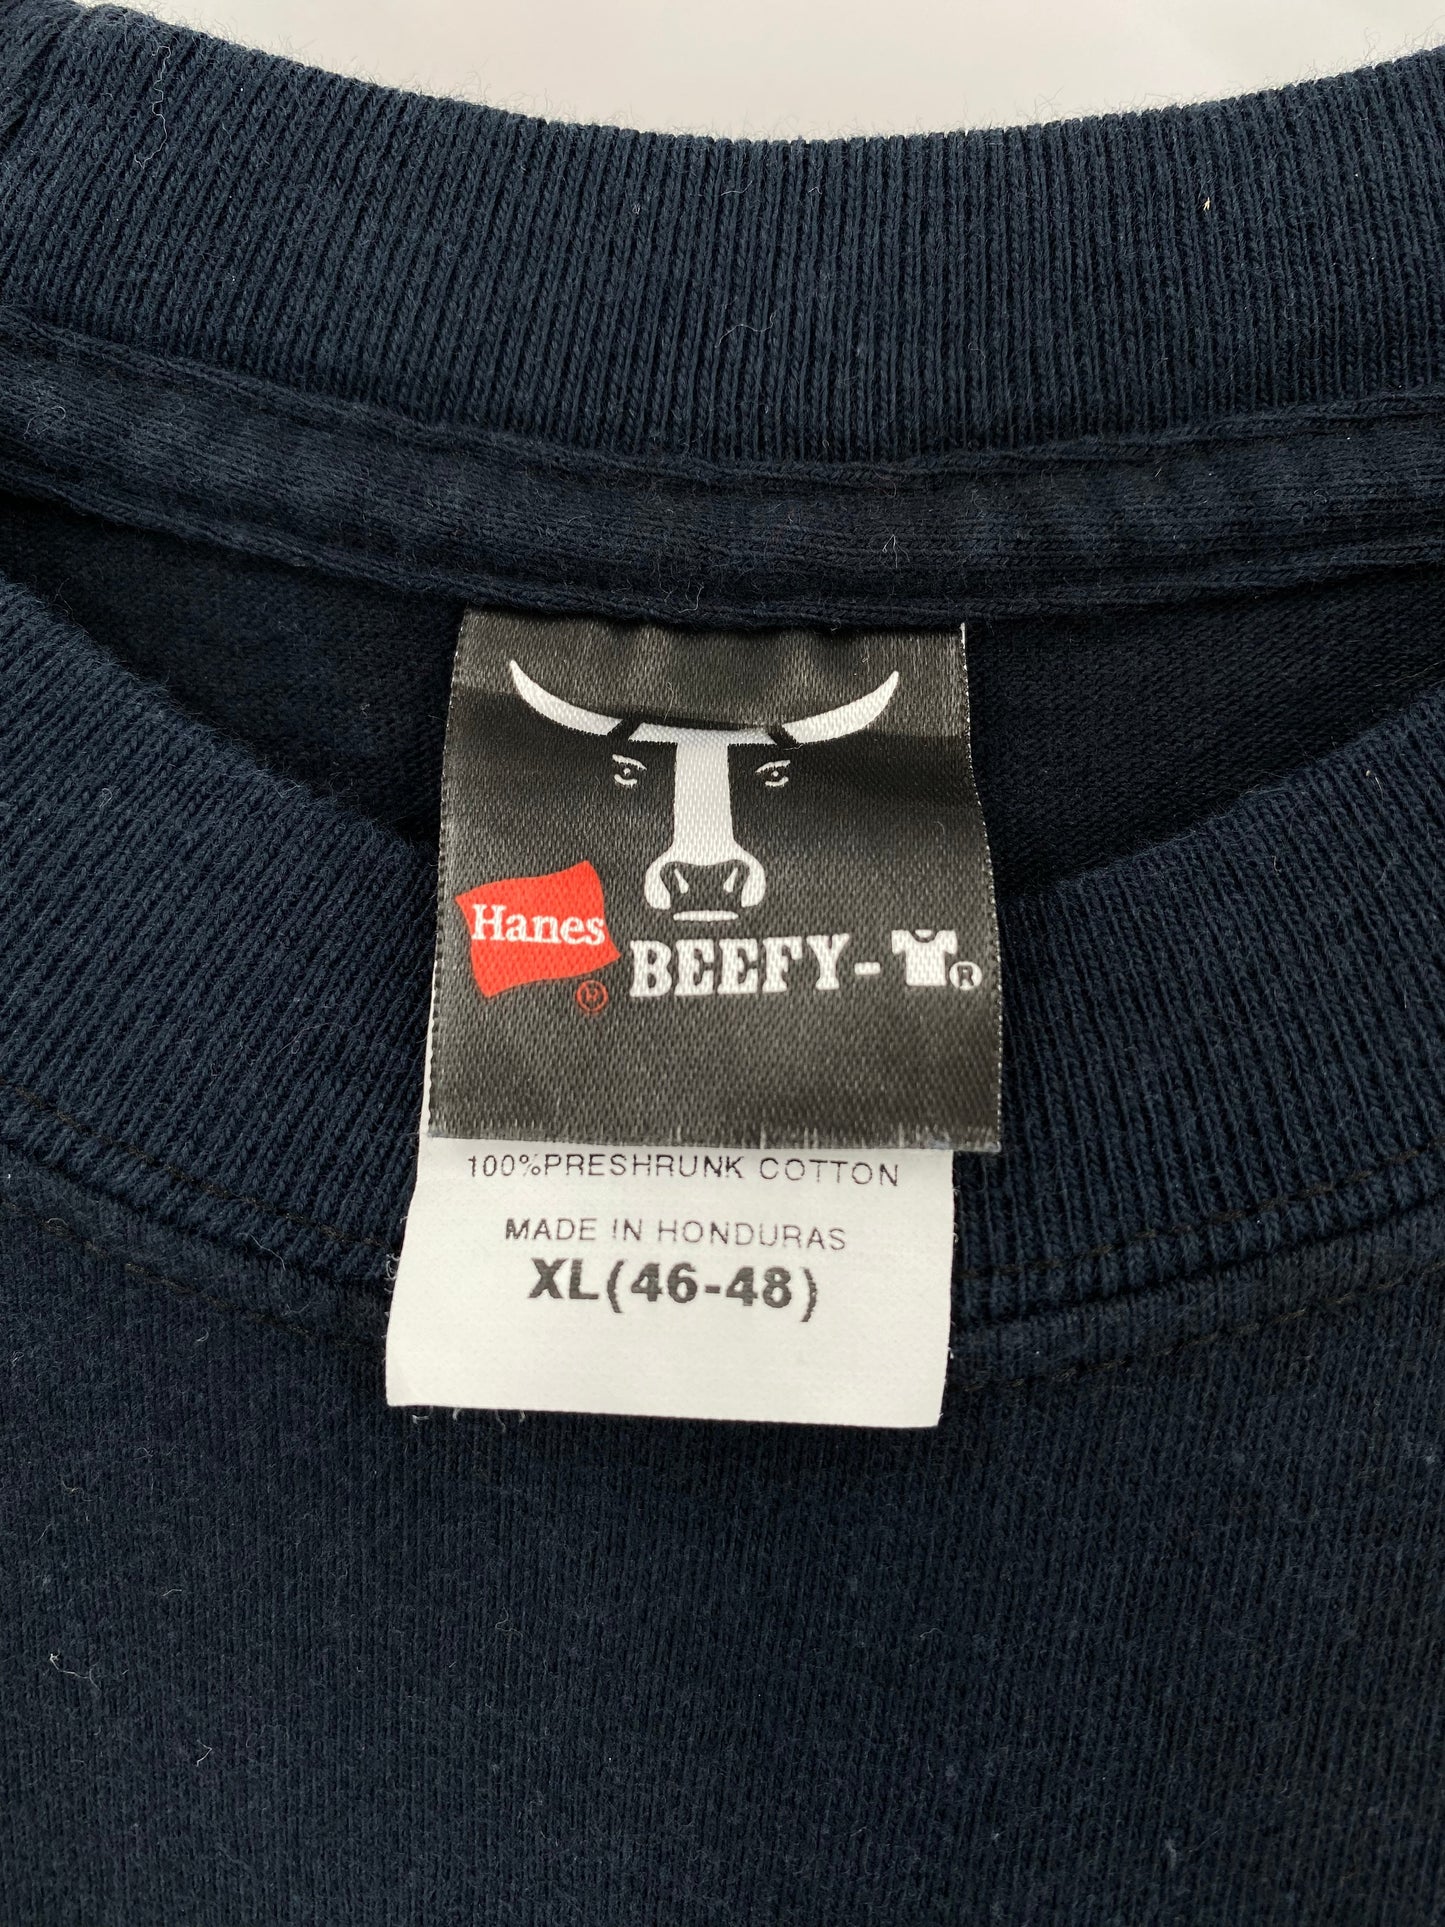 Hanes
BEEFY-®
100%PRESHRUNK COTTON
MADE IN HONDURAS
XL(46-48)